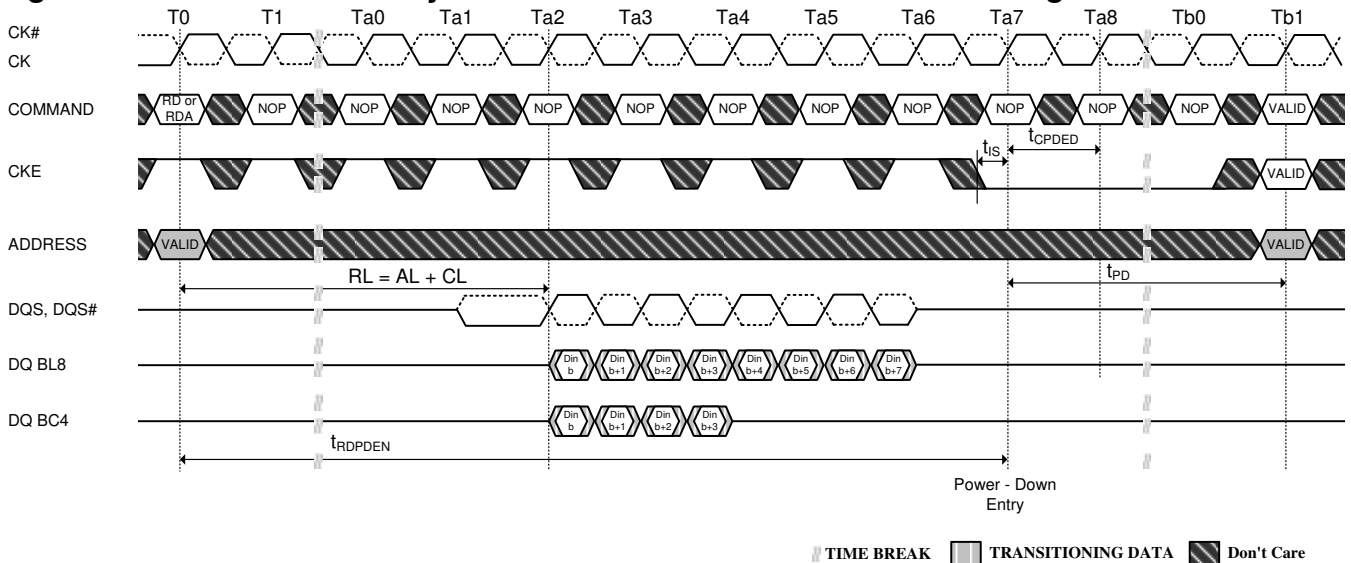 T0 T1 Ta0 Ta1 Ta2 Ta3 Ta4 Ta5 Ta6 Ta7 Ta8 Tb0 Tb1
CK#
CK
COMMAND RD or RDA NOP NOP NOP NOP NOP NOP NOP NOP NOP NOP NOP VALID
tIS tCPDED
CKE VALID
ADDRESS VALID VALID
RL = AL + CL tPD
DQS, DQS#
DQ BL8 Din b Din b+1 Din b+2 Din b+3 Din b+4 Din b+5 Din b+6 Din b+7
DQ BC4 Din b Din b+1 Din b+2 Din b+3
tRDPDEN
Power - Down
Entry
TIME BREAK TRANSITIONING DATA Don't Care